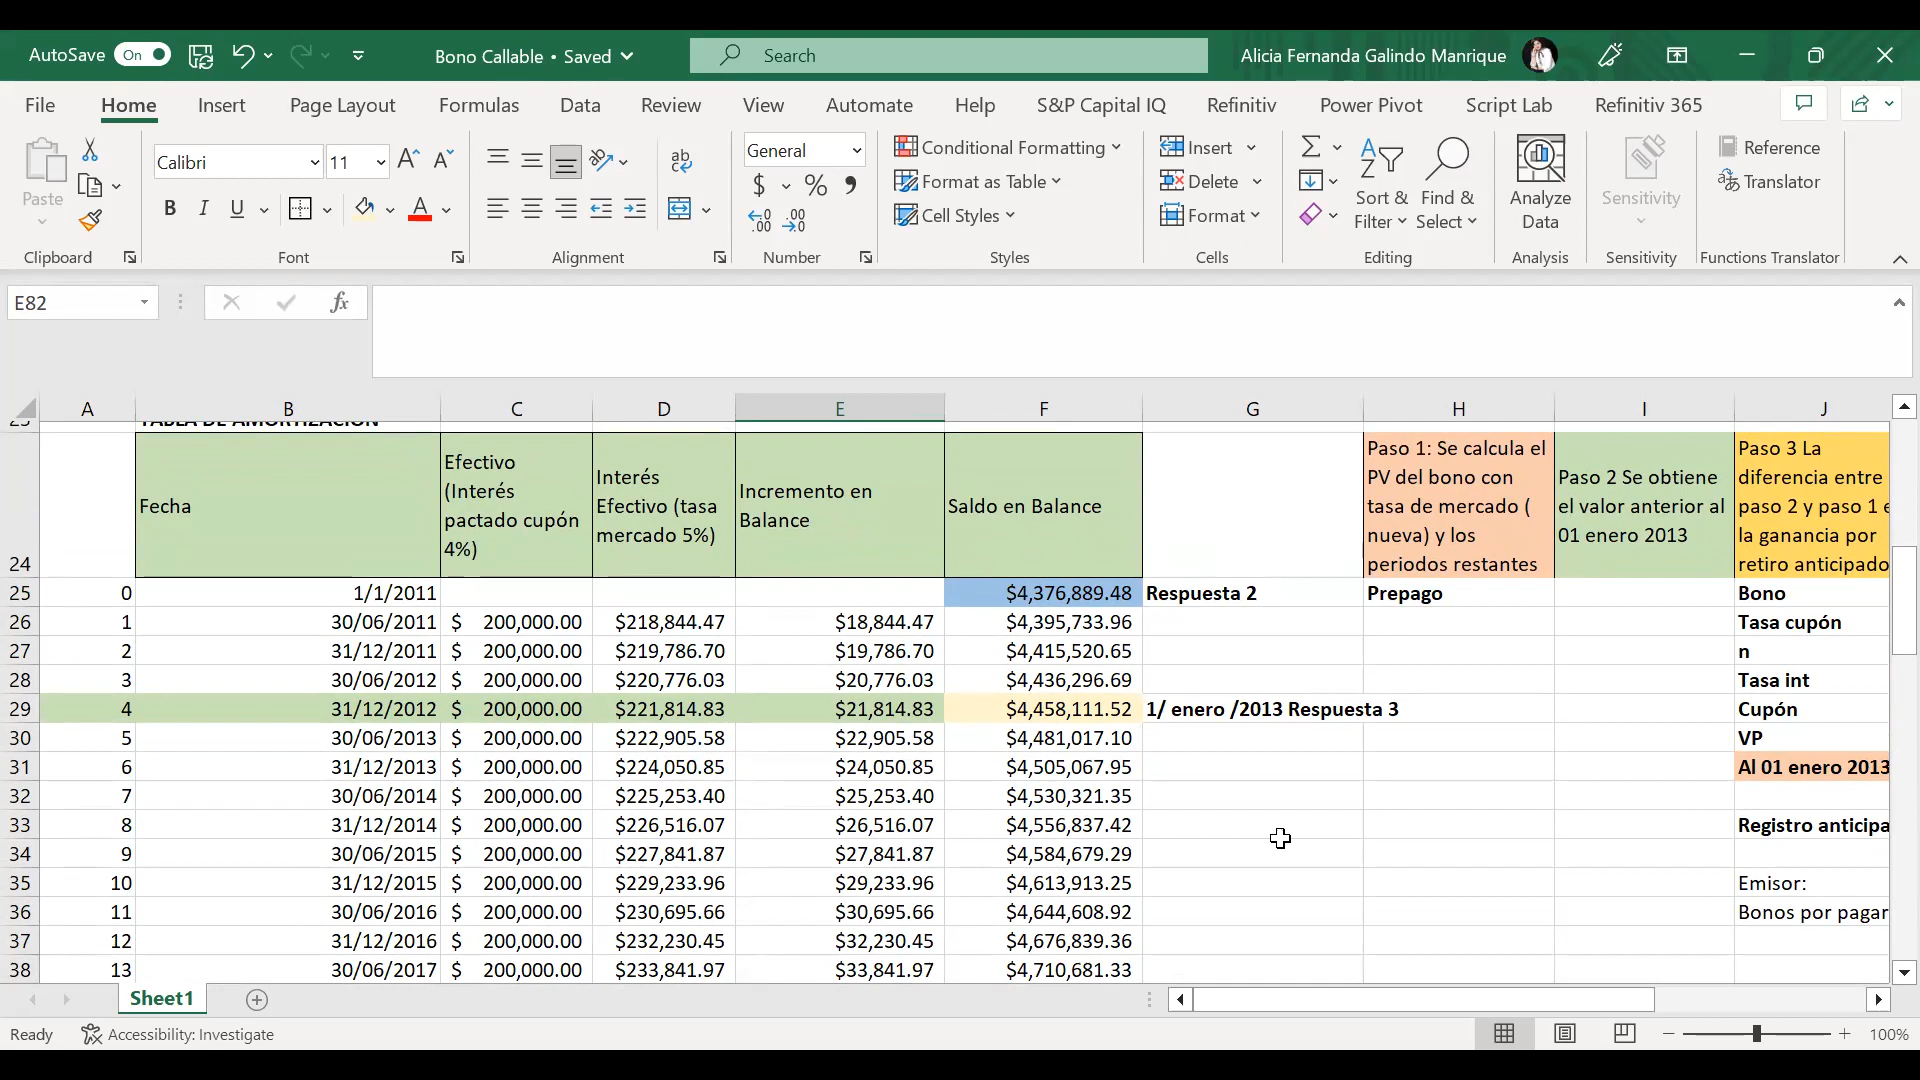 AutoSave On Bono Callable • Saved Search Alicia Fernanda Galindo Manrique
File Home Insert Page Layout Formulas Data Review View Automate Help S&P Capital IQ Refinitiv Power Pivot Script Lab Refinitiv 365
Paste
Calibri 11
General
Conditional Formatting
Format as Table
Cell Styles
Insert
Delete
Format
Sort & Filter
Find & Select
Analyze Data
Sensitivity
Reference
Translator
Clipboard Font Alignment Number Styles Cells Editing Analysis Sensitivity Functions Translator
E82 fx
A B C D E F G H I J
TABLA DE AMORTIZACIÓN
24
Fecha
Efectivo
(Interés
pactado cupón
4%)
Interés
Efectivo (tasa
mercado 5%)
Incremento en
Balance
Saldo en Balance
Paso 1: Se calcula el
PV del bono con
tasa de mercado (
nueva) y los
periodos restantes
Paso 2 Se obtiene
el valor anterior al
01 enero 2013
Paso 3 La
diferencia entre
paso 2 y paso 1 e
la ganancia por
retiro anticipado
25 0 1/1/2011 $4,376,889.48 Respuesta 2 Prepago Bono
26 1 30/06/2011 $ 200,000.00 $218,844.47 $18,844.47 $4,395,733.96 Tasa cupón
27 2 31/12/2011 $ 200,000.00 $219,786.70 $19,786.70 $4,415,520.65 n
28 3 30/06/2012 $ 200,000.00 $220,776.03 $20,776.03 $4,436,296.69 Tasa int
29 4 31/12/2012 $ 200,000.00 $221,814.83 $21,814.83 $4,458,111.52 1/ enero /2013 Respuesta 3 Cupón
30 5 30/06/2013 $ 200,000.00 $222,905.58 $22,905.58 $4,481,017.10 VP
31 6 31/12/2013 $ 200,000.00 $224,050.85 $24,050.85 $4,505,067.95 Al 01 enero 2013
32 7 30/06/2014 $ 200,000.00 $225,253.40 $25,253.40 $4,530,321.35
33 8 31/12/2014 $ 200,000.00 $226,516.07 $26,516.07 $4,556,837.42 Registro anticipa
34 9 30/06/2015 $ 200,000.00 $227,841.87 $27,841.87 $4,584,679.29
35 10 31/12/2015 $ 200,000.00 $229,233.96 $29,233.96 $4,613,913.25 Emisor:
36 11 30/06/2016 $ 200,000.00 $230,695.66 $30,695.66 $4,644,608.92 Bonos por pagar
37 12 31/12/2016 $ 200,000.00 $232,230.45 $32,230.45 $4,676,839.36
38 13 30/06/2017 $ 200,000.00 $233,841.97 $33,841.97 $4,710,681.33
Sheet1
Ready Accessibility: Investigate 100%